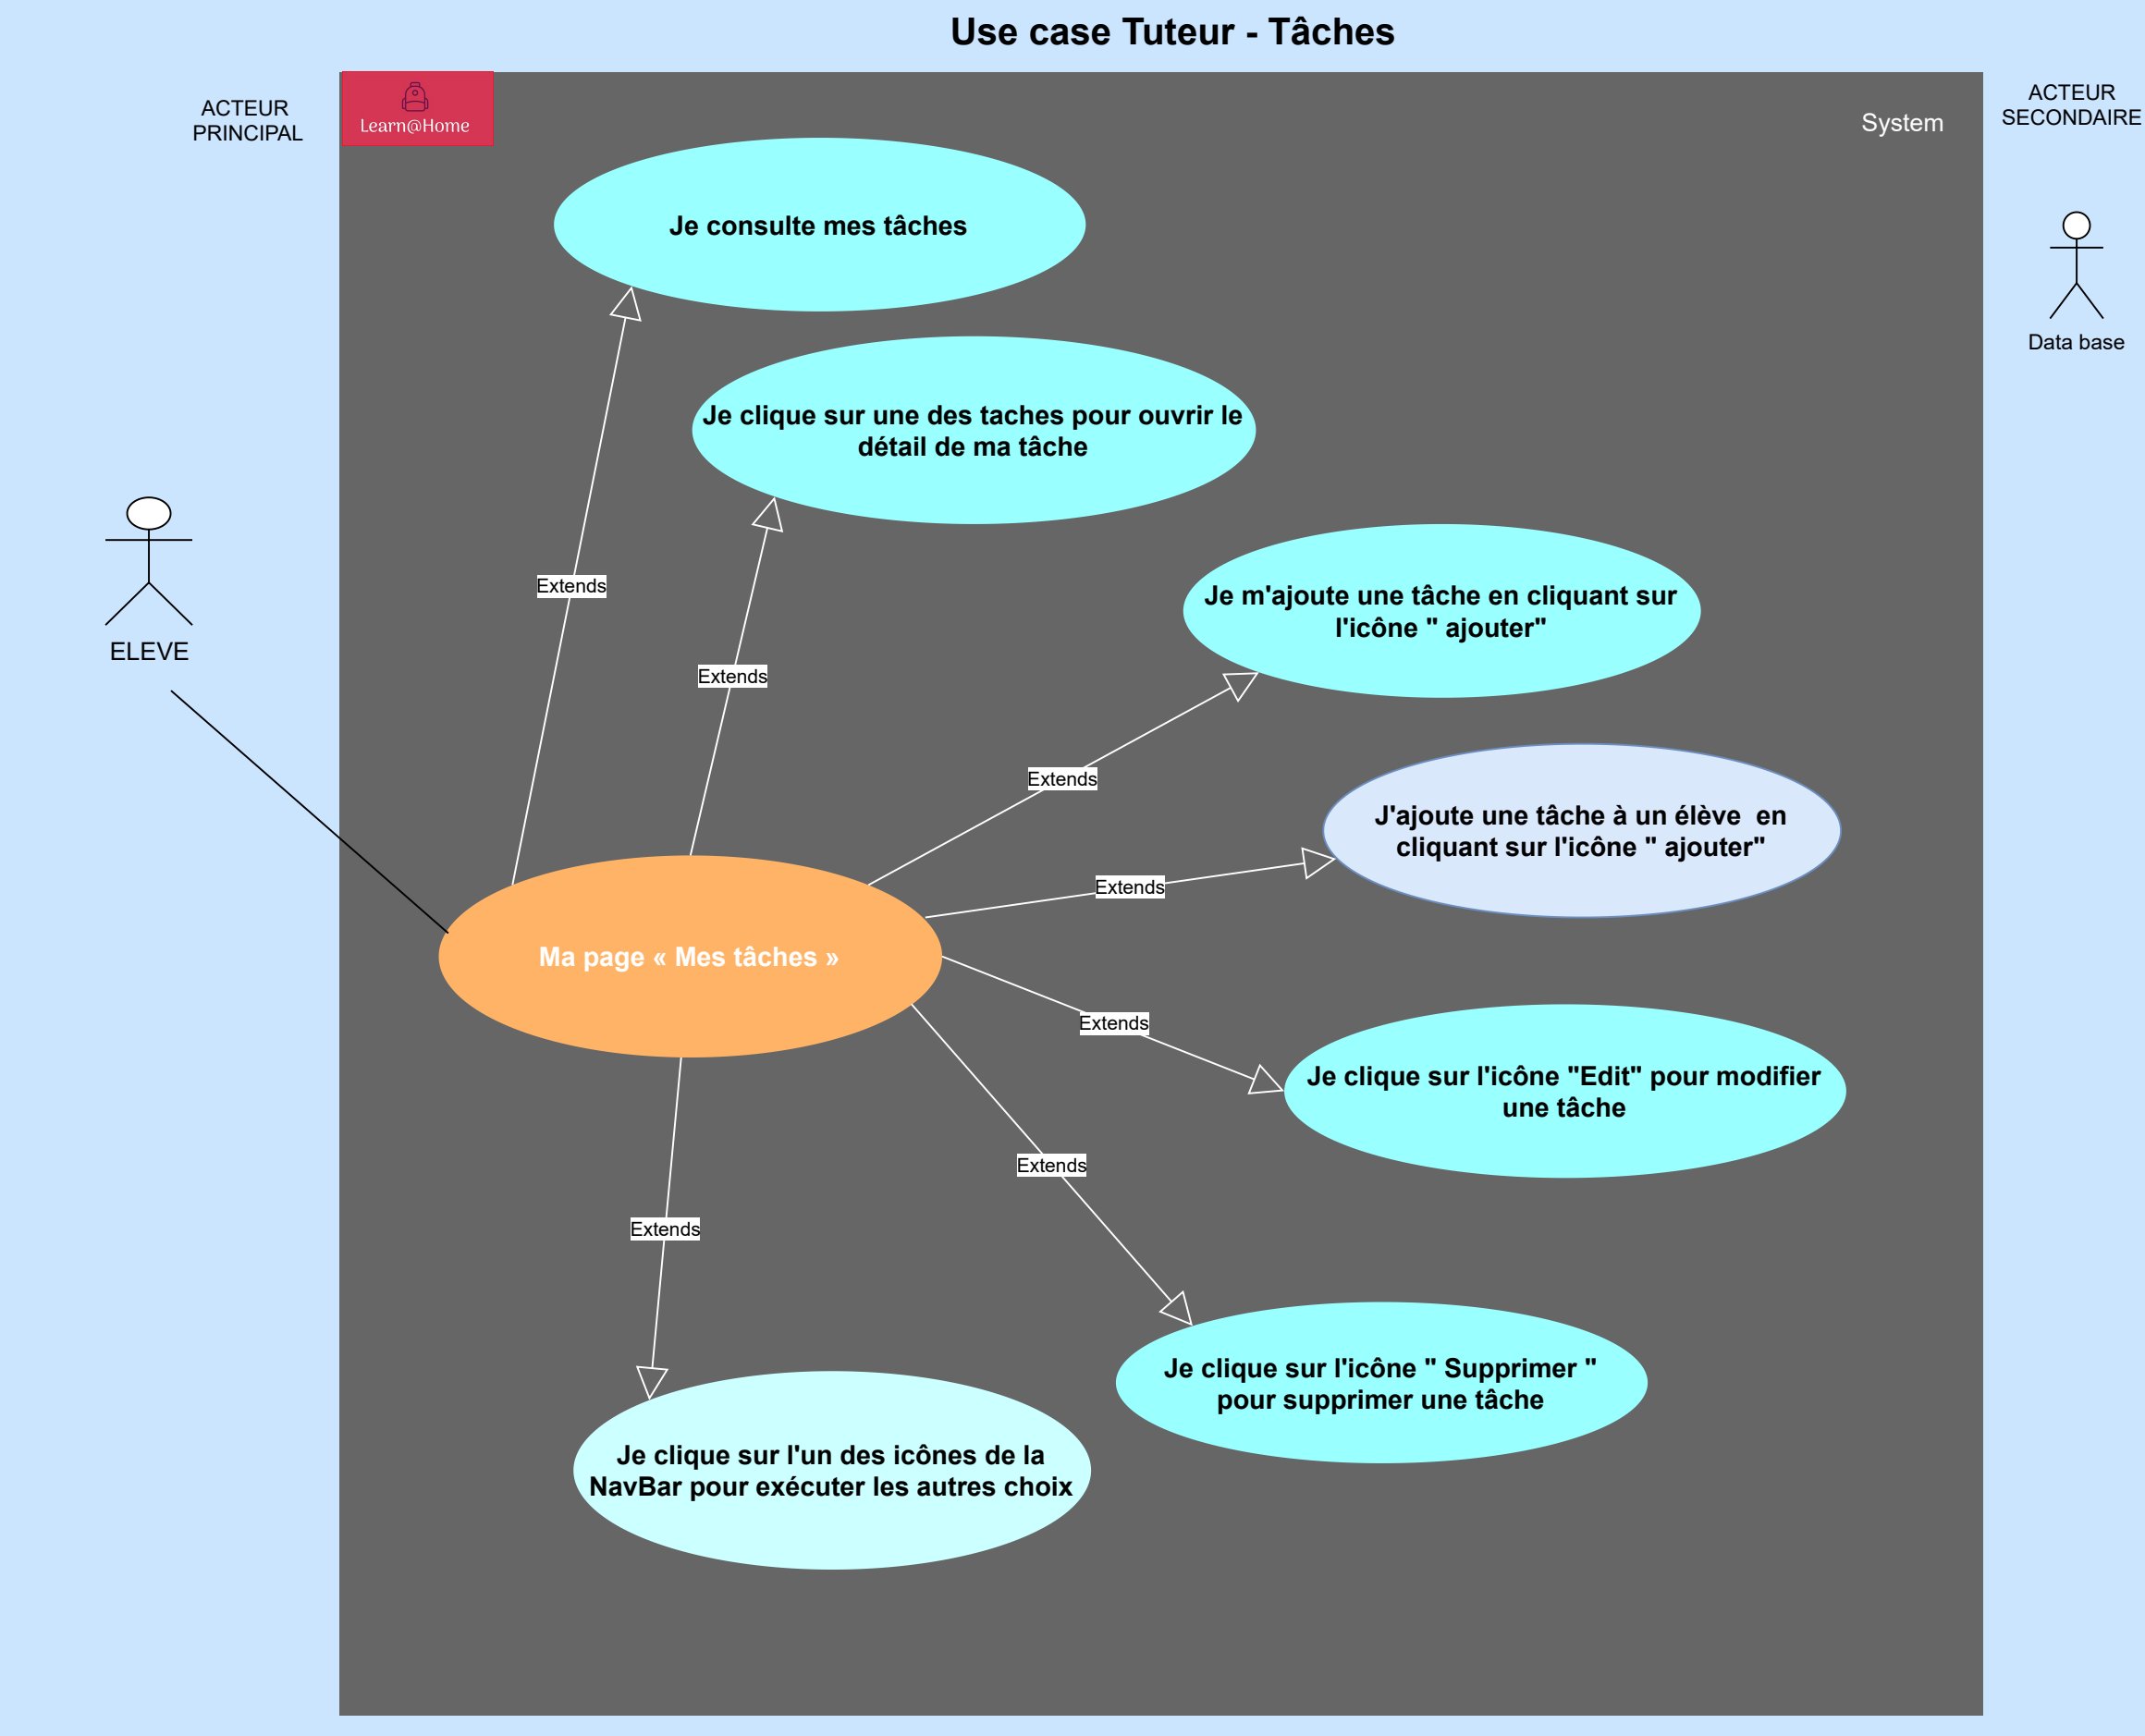 Use case Tuteur - Tâches
ACTEUR
PRINCIPAL
Learn@Home
System
ACTEUR
SECONDAIRE
Je consulte mes tâches
Data base
Je clique sur une des taches pour ouvrir le
détail de ma tâche
ELEVE
Extends
Extends
Je m'ajoute une tâche en cliquant sur
l'icône " ajouter"
Extends
J'ajoute une tâche à un élève  en
cliquant sur l'icône " ajouter"
Extends
Ma page « Mes tâches »
Extends
Je clique sur l'icône "Edit" pour modifier
une tâche
Extends
Extends
Je clique sur l'icône " Supprimer "
pour supprimer une tâche
Je clique sur l'un des icônes de la
NavBar pour exécuter les autres choix